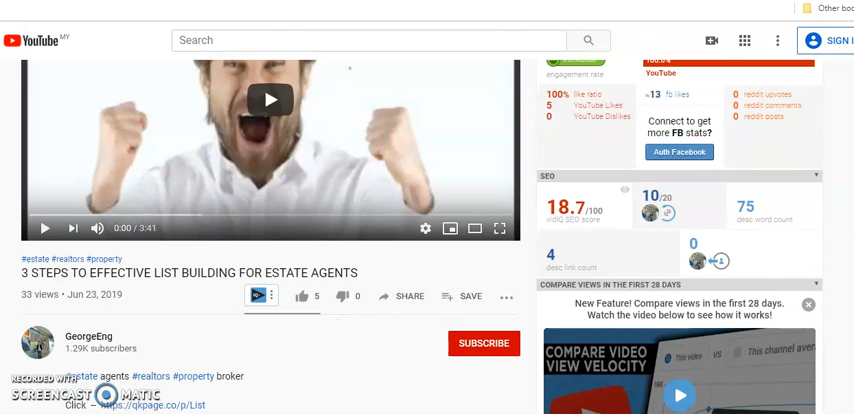 Other boo
YouTube MY
Search
SIGN I
engagement rate
100.0%
YouTube
100% like ratio
5 YouTube Likes
0 YouTube Dislikes
13 fb likes
Connect to get
more FB stats?
Auth Facebook
0 reddit upvotes
0 reddit comments
0 reddit posts
SEO
18.7/100
vidIQ SEO score
10/20
75
desc word count
4
desc link count
0
0:00 / 3:41
#estate #realtors #property
3 STEPS TO EFFECTIVE LIST BUILDING FOR ESTATE AGENTS
33 views • Jun 23, 2019
5
0
SHARE
SAVE
COMPARE VIEWS IN THE FIRST 28 DAYS
New Feature! Compare views in the first 28 days.
Watch the video below to see how it works!
GeorgeEng
1.29K subscribers
SUBSCRIBE
COMPARE VIDEO
VIEW VELOCITY
This video
VS
This channel aver
#estate agents #realtors #property broker
RECORDED WITH
SCREENCAST MATIC
Click – https://qkpage.co/p/List